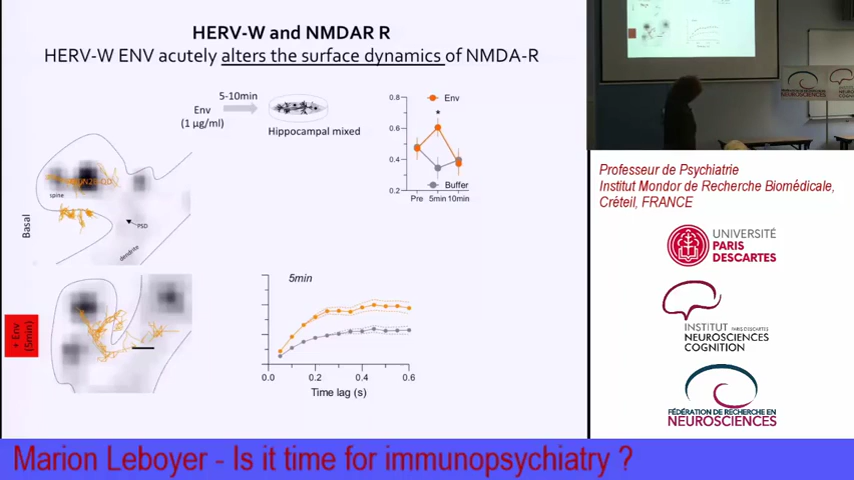 HERV-W and NMDAR R
HERV-W ENV acutely alters the surface dynamics of NMDA-R
5-10min
Env
(1 µg/ml)
Hippocampal mixed
0.8
0.6
0.4
0.2
Env
*
Buffer
Pre 5min 10min
Basal
spine
PSD
dendrite
+ Env
(5min)
5min
0.0 0.2 0.4 0.6
Time lag (s)
Professeur de Psychiatrie
Institut Mondor de Recherche Biomédicale,
Créteil, FRANCE
UNIVERSITÉ
PARIS
DESCARTES
INSTITUT PARIS DESCARTES
NEUROSCIENCES
COGNITION
FÉDÉRATION DE RECHERCHE EN
NEUROSCIENCES
Marion Leboyer - Is it time for immunopsychiatry ?